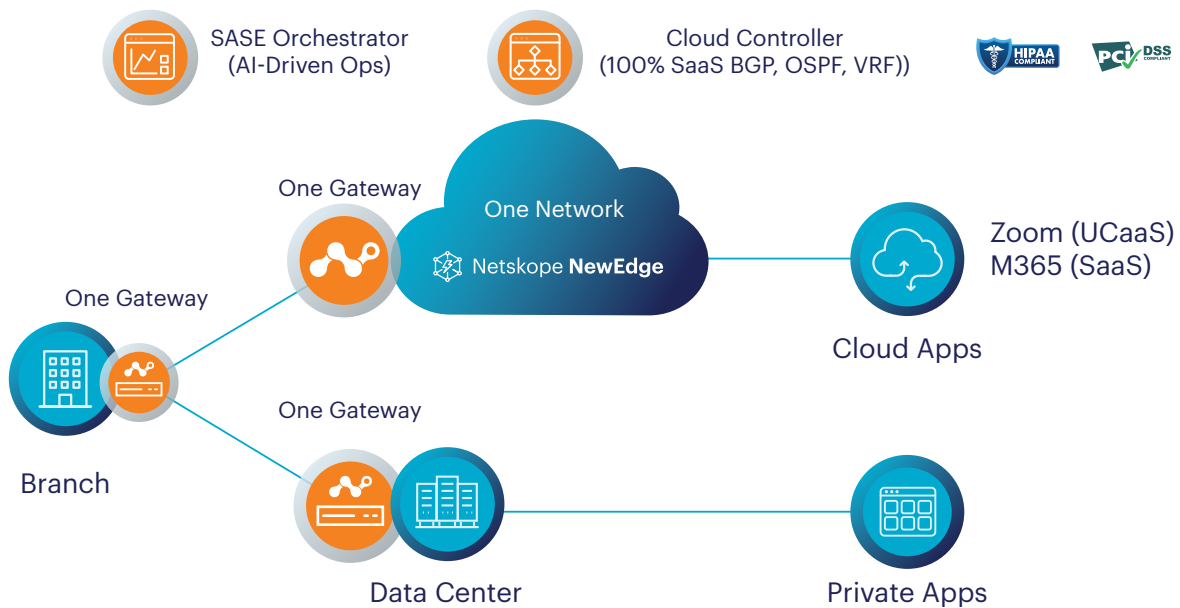 SASE Orchestrator
(AI-Driven Ops)
Cloud Controller
(100% SaaS BGP, OSPF, VRF))
HIPAA
COMPLIANT
PCI DSS
COMPLIANT
One Gateway
One Network
Netskope NewEdge
Zoom (UCaaS)
M365 (SaaS)
Cloud Apps
One Gateway
Branch
One Gateway
Data Center
Private Apps